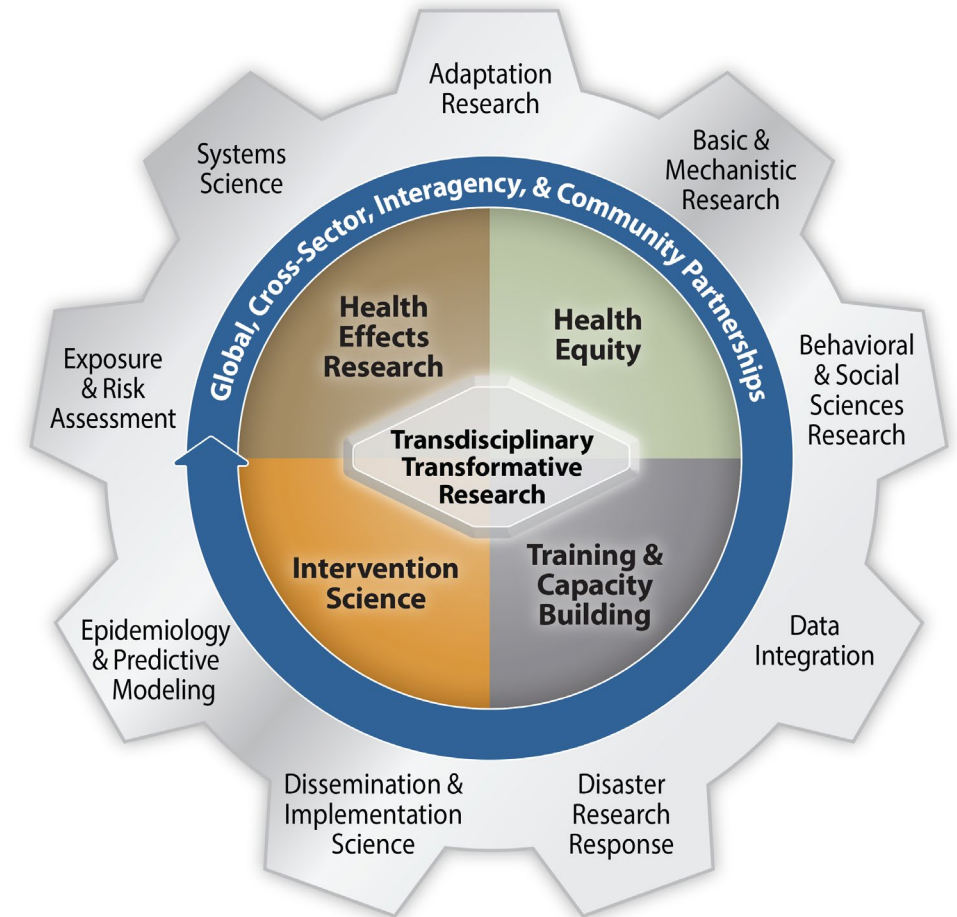 Adaptation
Research
Basic &
Mechanistic
Research
Behavioral
& Social
Sciences
Research
Data
Integration
Disaster
Research
Response
Dissemination &
Implementation
Science
Epidemiology
& Predictive
Modeling
Exposure
& Risk
Assessment
Systems
Science
Global, Cross-Sector, Interagency, & Community Partnerships
Health
Effects
Research
Health
Equity
Transdisciplinary
Transformative
Research
Intervention
Science
Training &
Capacity
Building